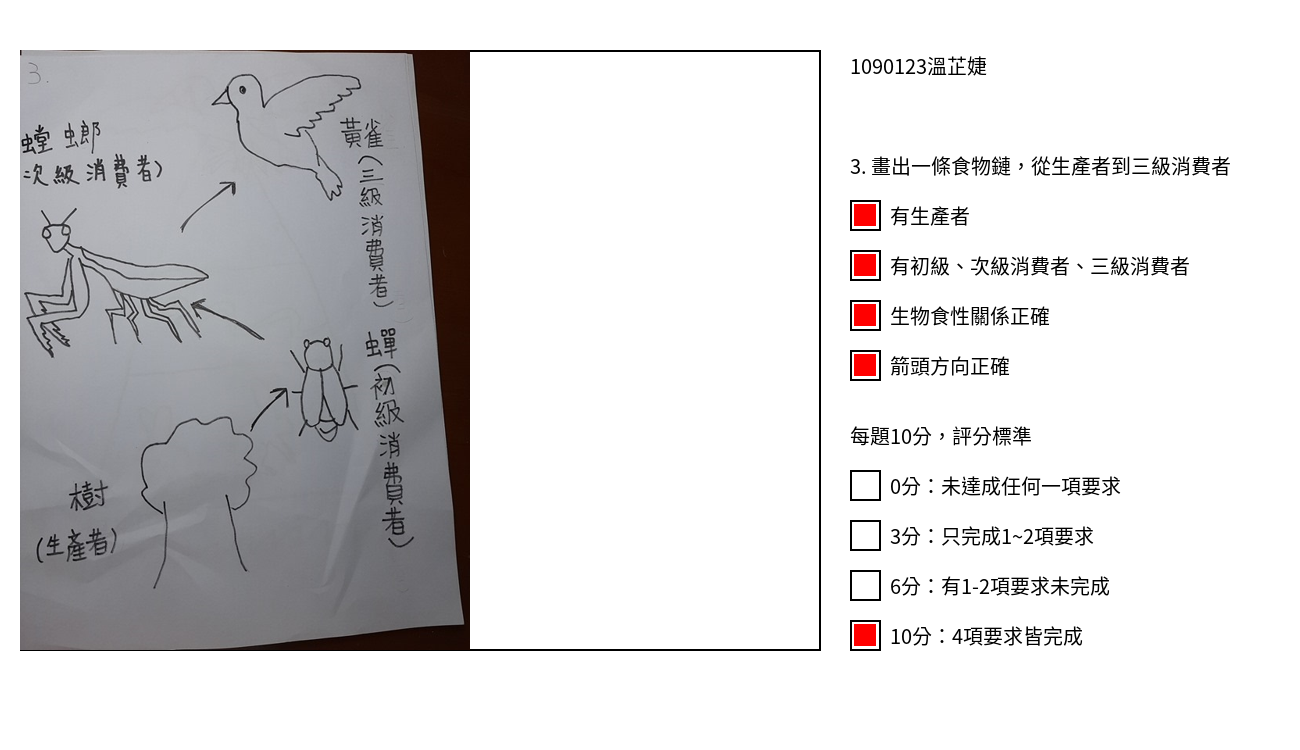 3.
螳螂
次級消費者)
黃雀(三級消費者)
蟬(初級消費者)
樹
(生產者)
1090123溫芷婕
3. 畫出一條食物鏈，從生產者到三級消費者
有生產者
有初級、次級消費者、三級消費者
生物食性關係正確
箭頭方向正確
每題10分，評分標準
0分：未達成任何一項要求
3分：只完成1~2項要求
6分：有1-2項要求未完成
10分：4項要求皆完成